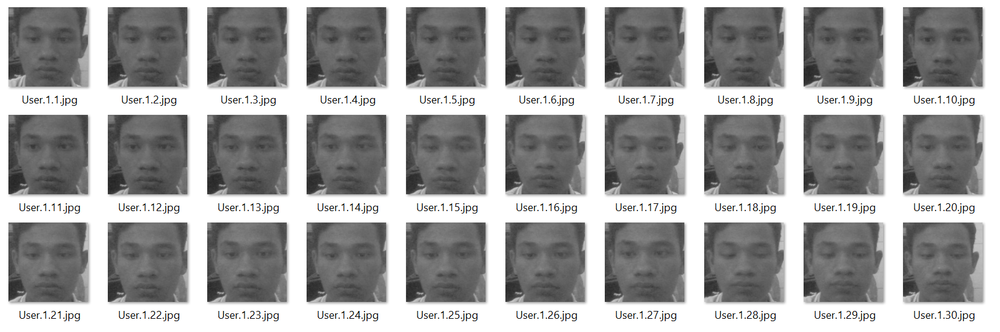 User.1.1.jpg User.1.2.jpg User.1.3.jpg User.1.4.jpg User.1.5.jpg User.1.6.jpg User.1.7.jpg User.1.8.jpg User.1.9.jpg User.1.10.jpg
User.1.11.jpg User.1.12.jpg User.1.13.jpg User.1.14.jpg User.1.15.jpg User.1.16.jpg User.1.17.jpg User.1.18.jpg User.1.19.jpg User.1.20.jpg
User.1.21.jpg User.1.22.jpg User.1.23.jpg User.1.24.jpg User.1.25.jpg User.1.26.jpg User.1.27.jpg User.1.28.jpg User.1.29.jpg User.1.30.jpg